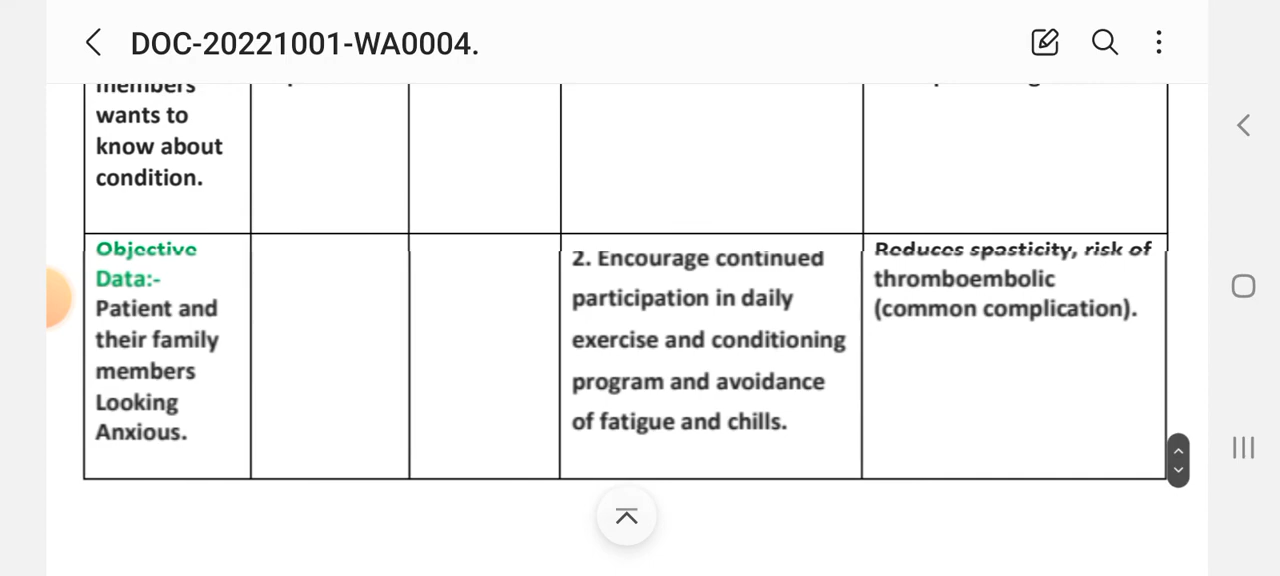 DOC-20221001-WA0004.
members
wants to
know about
condition.
Objective
Data:-
Patient and
their family
members
Looking
Anxious.
2. Encourage continued
participation in daily
exercise and conditioning
program and avoidance
of fatigue and chills.
Reduces spasticity, risk of
thromboembolic
(common complication).